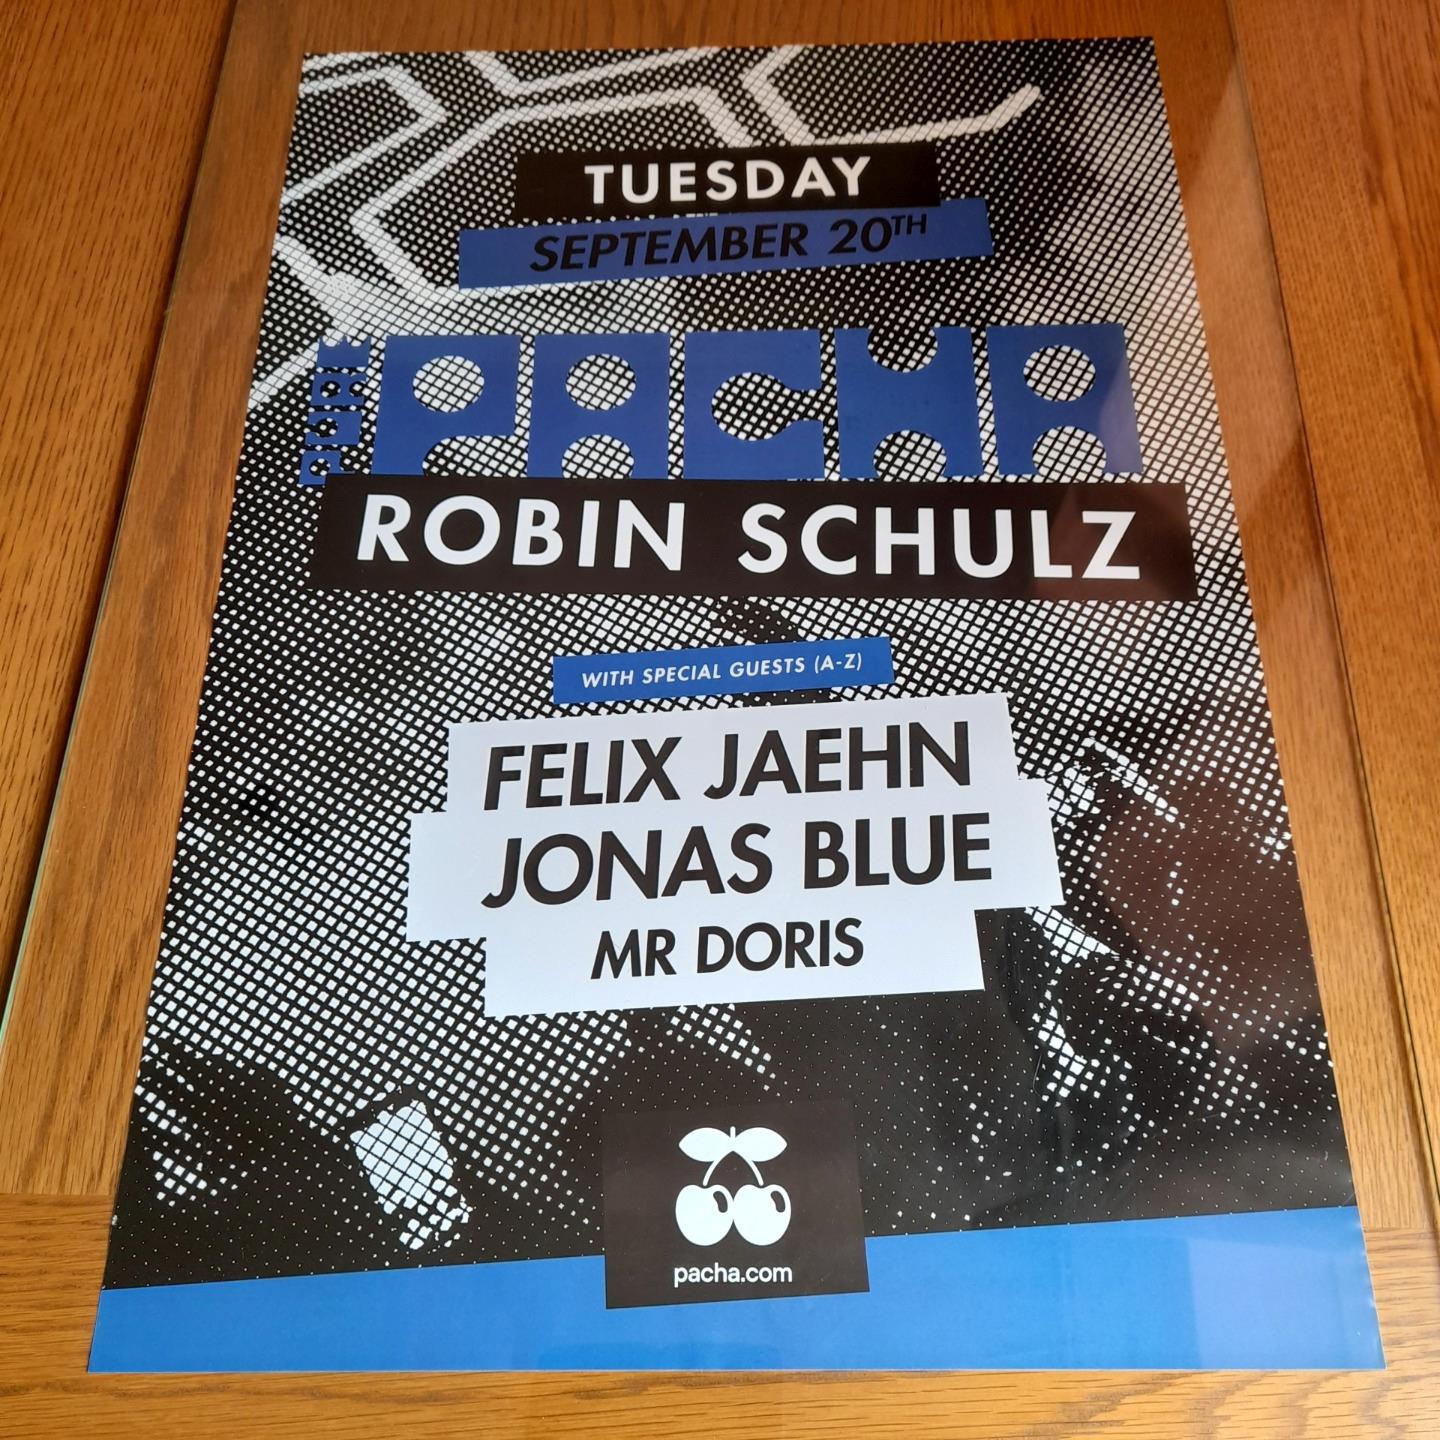 TUESDAY
SEPTEMBER 20TH
PURE PACHA
ROBIN SCHULZ
WITH SPECIAL GUESTS (A-Z)
FELIX JAEHN
JONAS BLUE
MR DORIS
pacha.com